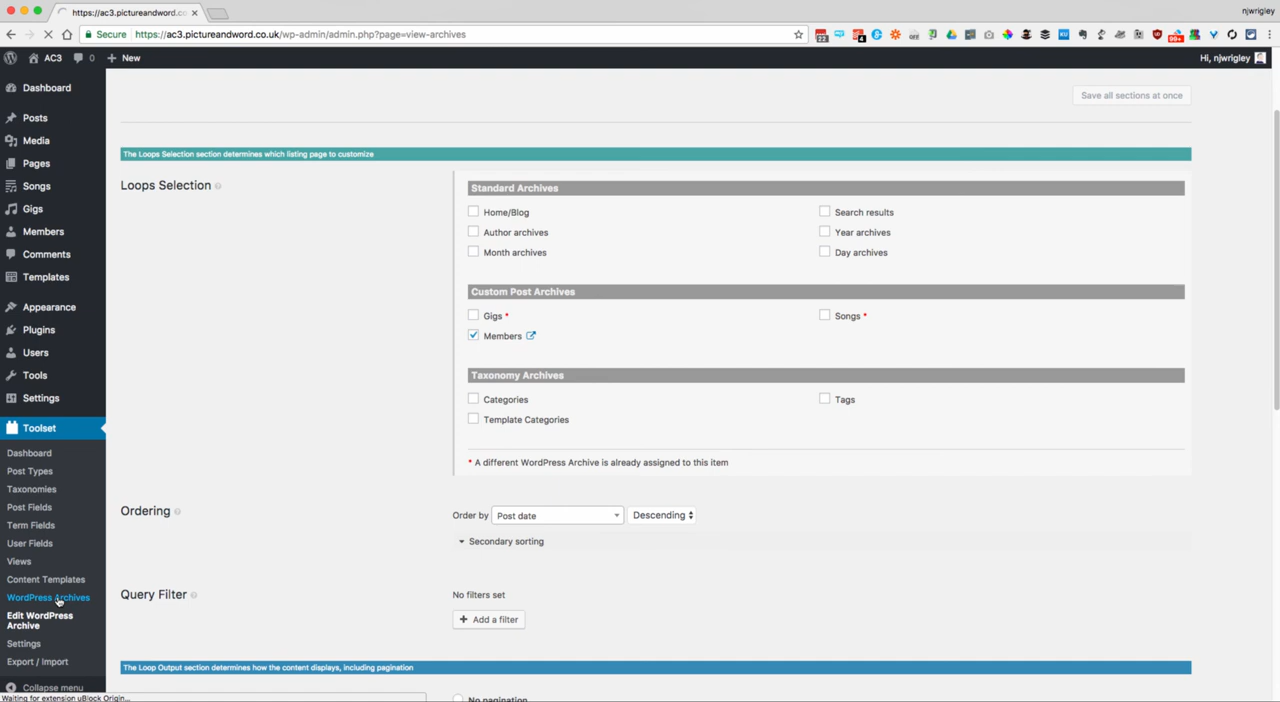 https://ac3.pictureandword.co.uk/
njwrigley
Secure
https://ac3.pictureandword.co.uk/wp-admin/admin.php?page=view-archives
AC3
0
New
Hi, njwrigley
Dashboard
Posts
Media
Pages
Songs
Gigs
Members
Comments
Templates
Appearance
Plugins
Users
Tools
Settings
Toolset
Dashboard
Post Types
Taxonomies
Post Fields
Term Fields
User Fields
Views
Content Templates
WordPress Archives
Edit WordPress
Archive
Settings
Export / Import
Collapse menu
Waiting for extension uBlock Origin...
Save all sections at once
The Loops Selection section determines which listing page to customize
Loops Selection
Standard Archives
Home/Blog
Search results
Author archives
Year archives
Month archives
Day archives
Custom Post Archives
Gigs *
Songs *
Members
Taxonomy Archives
Categories
Tags
Template Categories
* A different WordPress Archive is already assigned to this item
Ordering
Order by
Post date
Descending
Secondary sorting
Query Filter
No filters set
Add a filter
The Loop Output section determines how the content displays, including pagination
No pagination